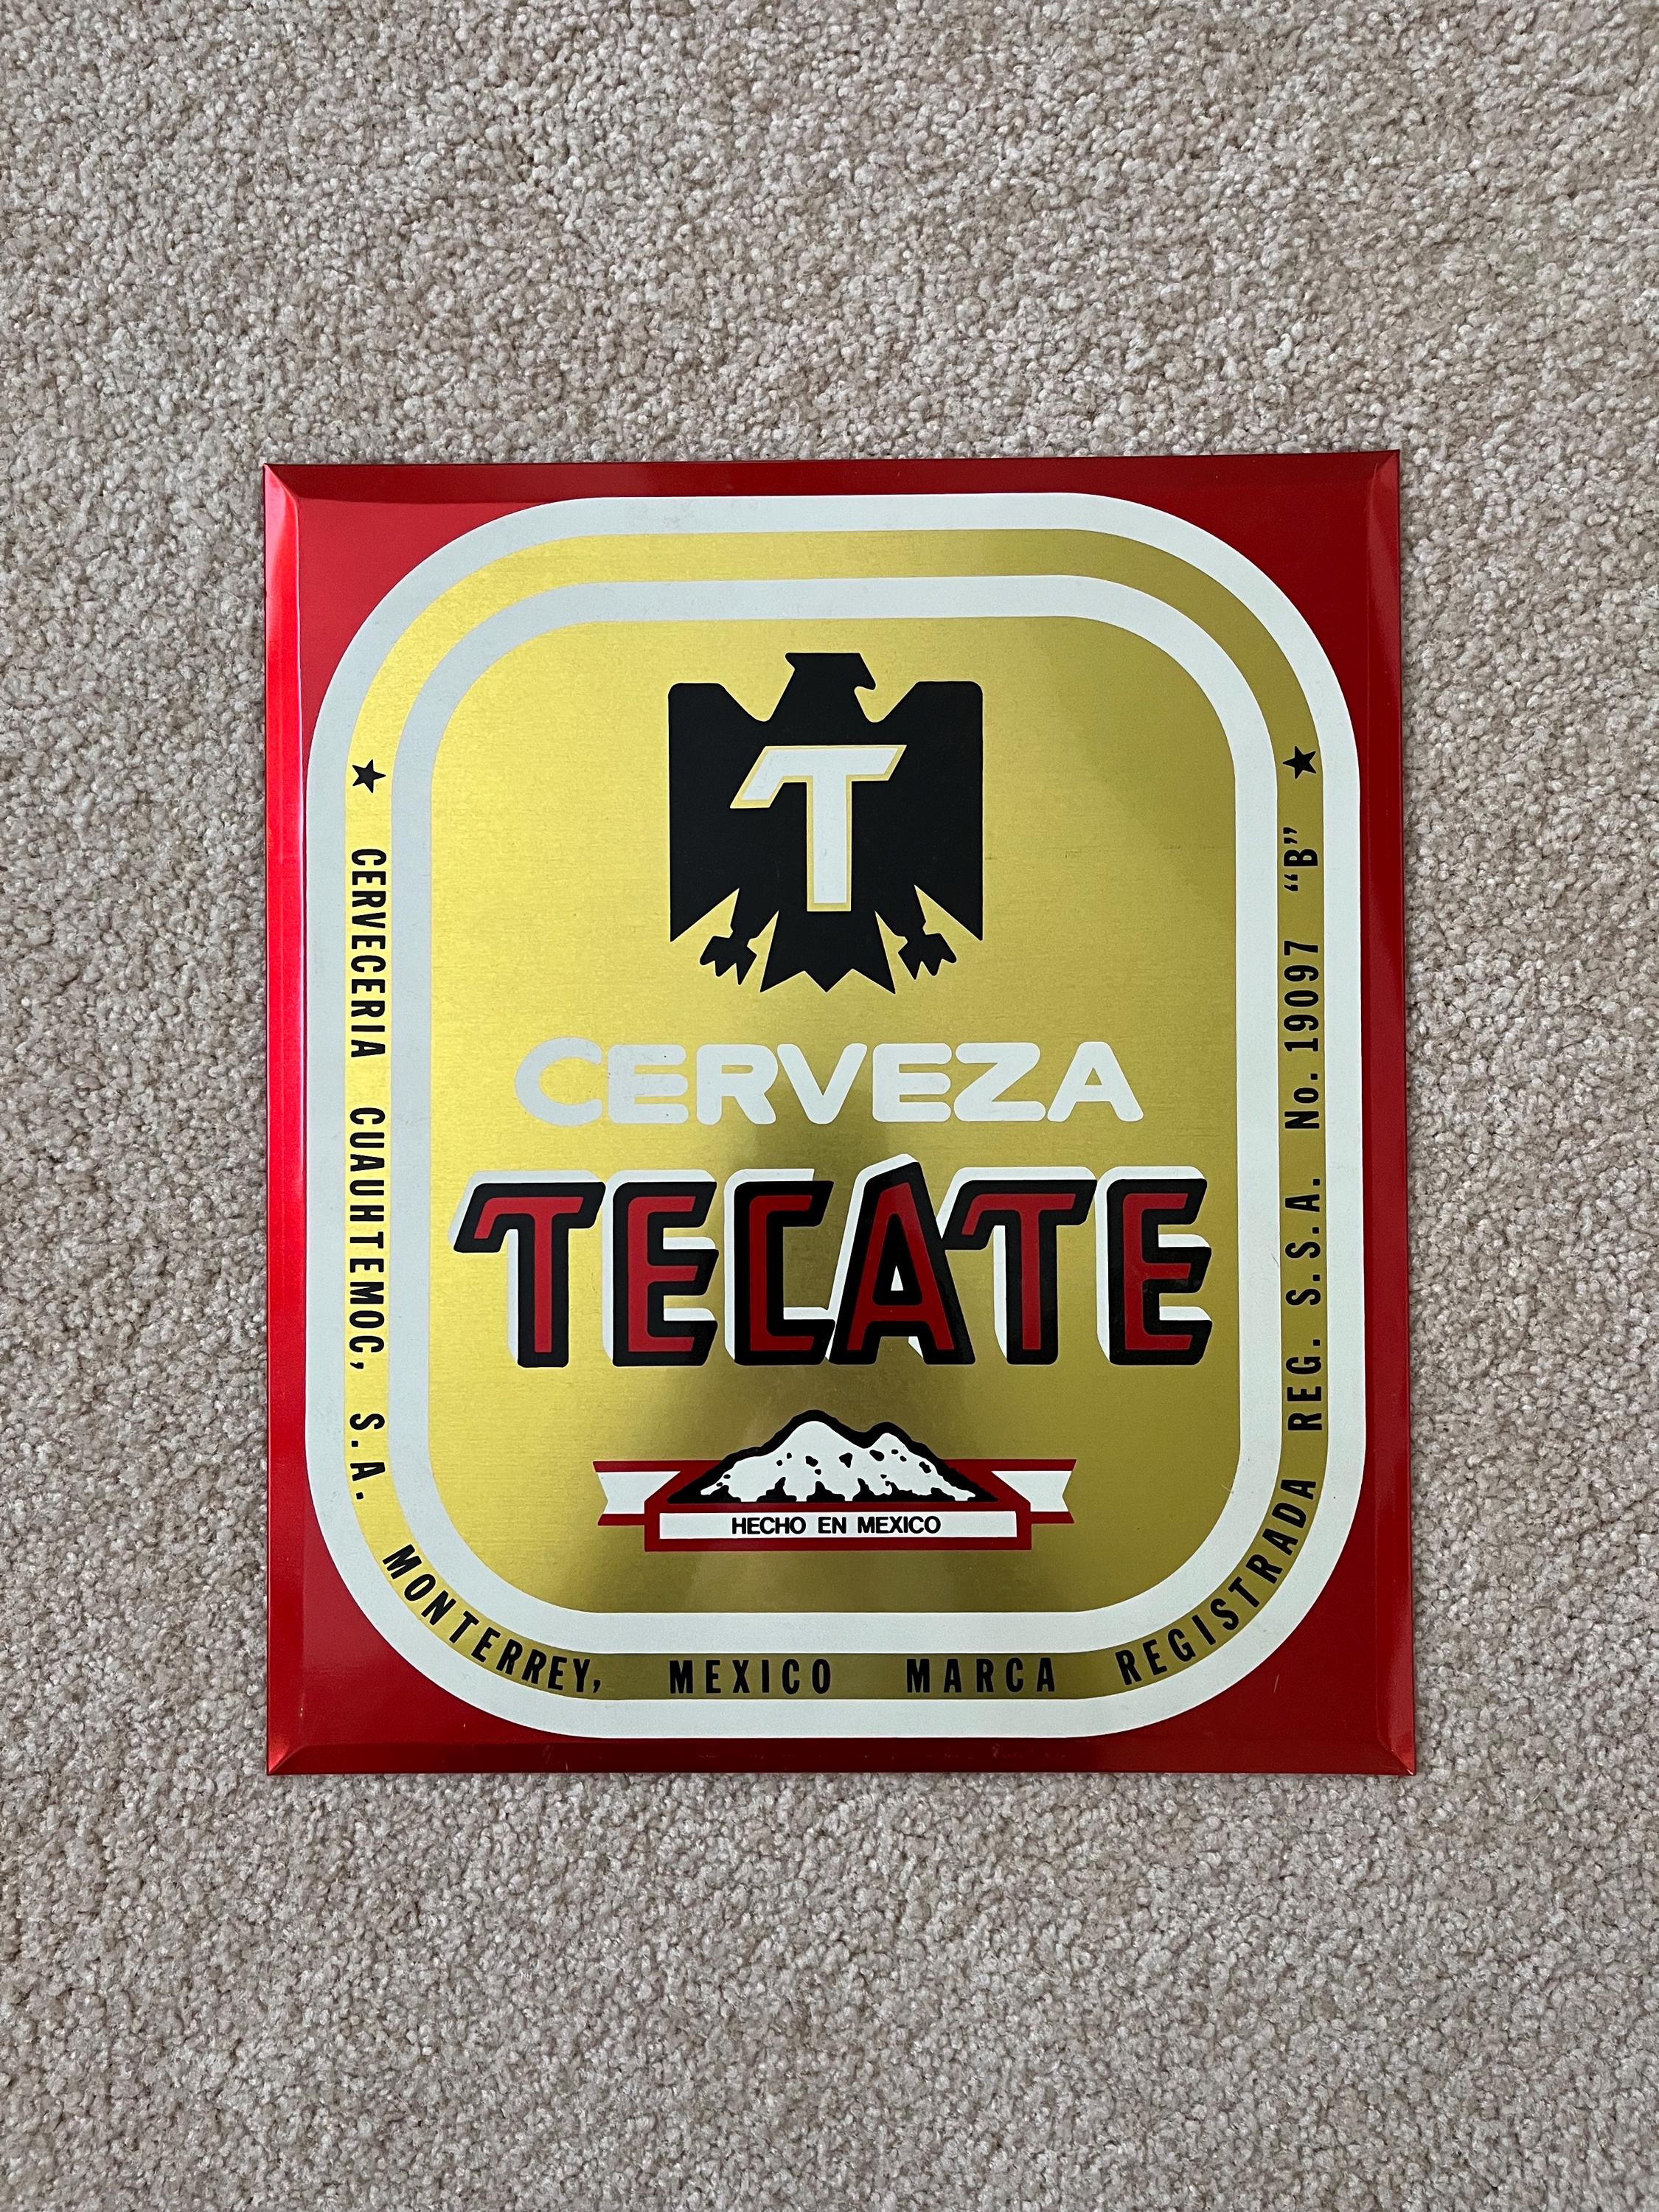 T
CERVEZA
TECATE
HECHO EN MEXICO
★ CERVECERIA CUAUHTEMOC, S.A. MONTERREY, MEXICO MARCA REGISTRADA REG. S.S.A. No. 19097 “B” ★